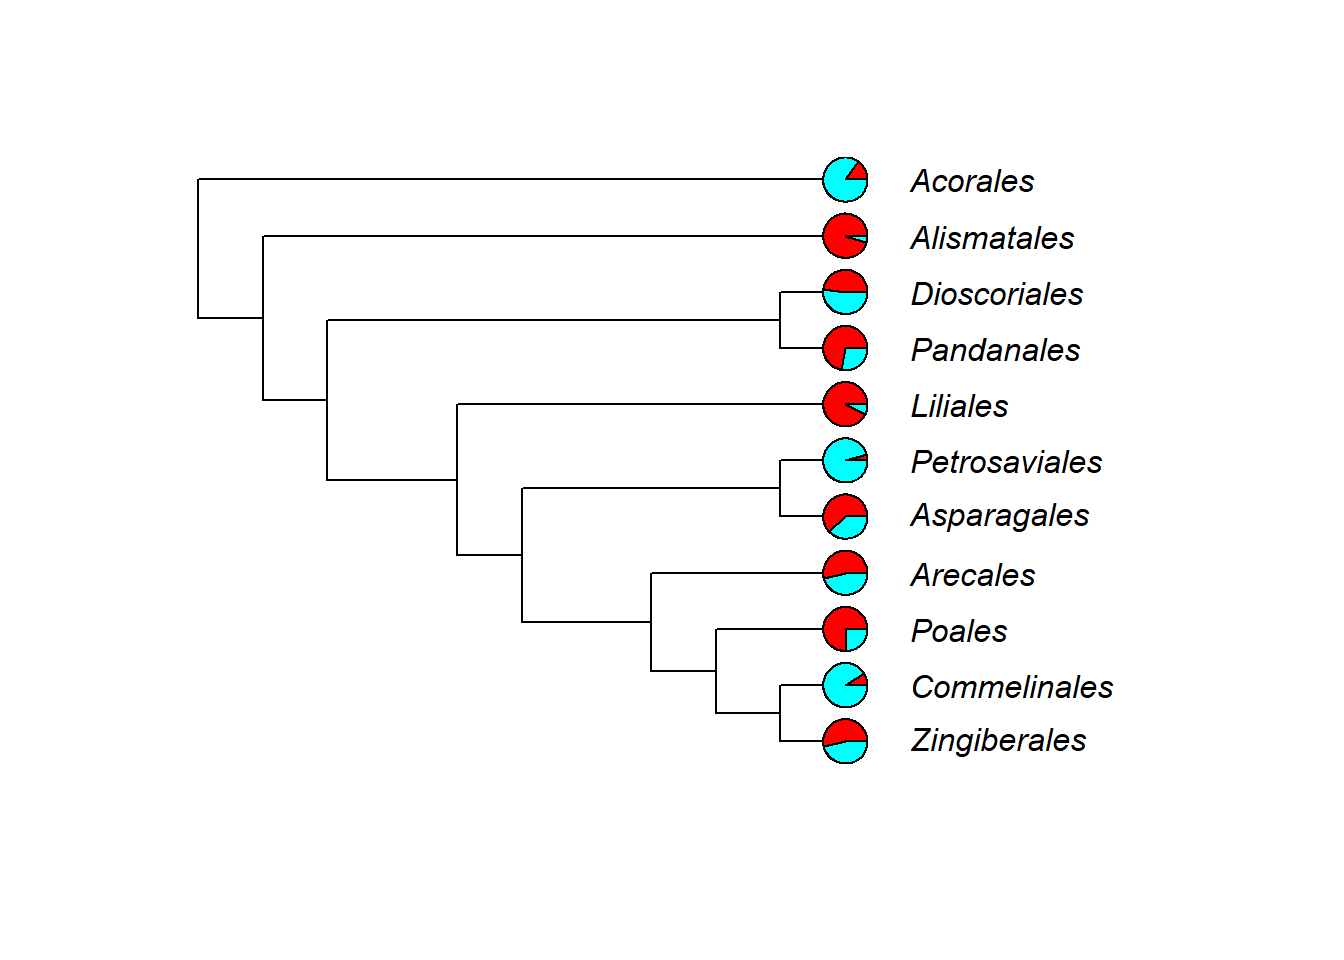 Acorales
Alismatales
Dioscoriales
Pandanales
Liliales
Petrosaviales
Asparagales
Arecales
Poales
Commelinales
Zingiberales